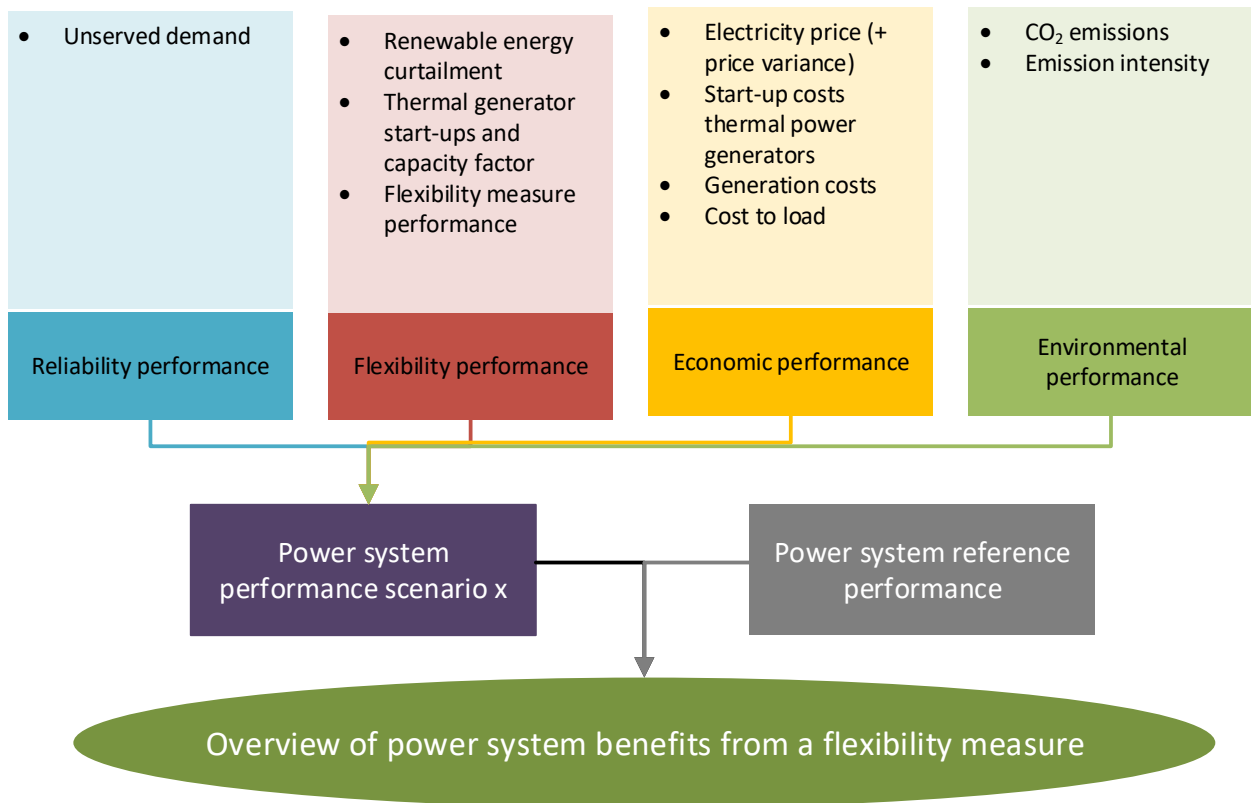 • Unserved demand
• Renewable energy
curtailment
• Thermal generator
start-ups and
capacity factor
• Flexibility measure
performance
• Electricity price (+
price variance)
• Start-up costs
thermal power
generators
• Generation costs
• Cost to load
• CO₂ emissions
• Emission intensity
Reliability performance
Flexibility performance
Economic performance
Environmental
performance
Power system
performance scenario x
Power system reference
performance
Overview of power system benefits from a flexibility measure